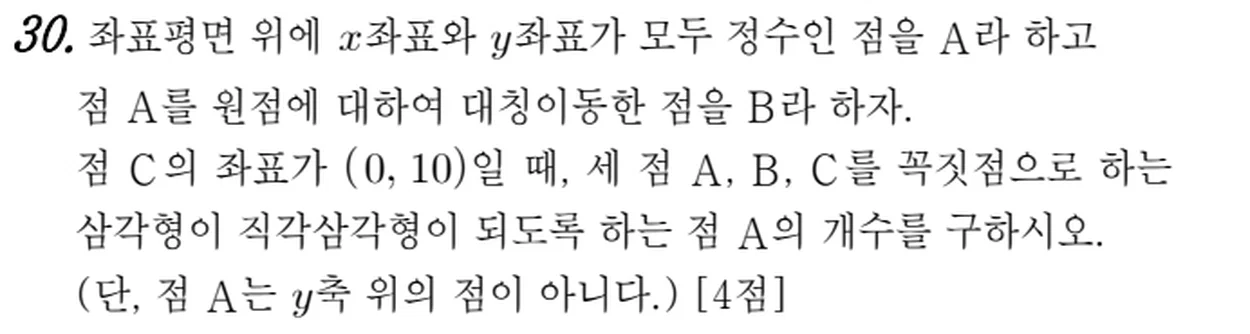 30. 좌표평면 위에 x좌표와 y좌표가 모두 정수인 점을 A라 하고
점 A를 원점에 대하여 대칭이동한 점을 B라 하자.
점 C의 좌표가 (0, 10)일 때, 세 점 A, B, C를 꼭짓점으로 하는
삼각형이 직각삼각형이 되도록 하는 점 A의 개수를 구하시오.
(단, 점 A는 y축 위의 점이 아니다.) [4점]